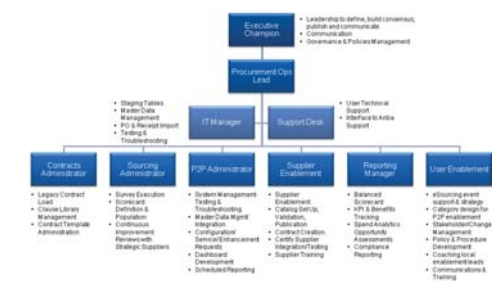 Executive
Champion
• Leadership to define, build consensus,
publish and communicate
• Communication
• Governance & Policies Management
Procurement Ops
Lead
• Staging Tables
• Master Data
Management
• PO & Receipt Import
• Testing &
Troubleshooting
IT Manager
Support Desk
• User Technical
Support
• Interface to Ariba
Support
Contracts
Administrator
• Legacy Contract
Load
• Clause Library
Management
• Contract Template
Administration
Sourcing
Administrator
• Survey Execution
• Scorecard
Definition &
Population
• Continuous
Improvement
Reviews with
Strategic Suppliers
P2P Administrator
• System Management-
Testing &
Troubleshooting
• Master Data Mgmt Integration
• Configuration/
Service/Enhancement
Requests
• Dashboard
Development
• Scheduled Reporting
Supplier
Enablement
• Supplier
Enablement
• Catalog Set Up,
Validation,
Publication
• Contract Creation
• Certify Supplier
Integration/Testing
• Supplier Training
Reporting
Manager
• Balanced
Scorecard
• KPI & Benefits
Tracking
• Spend Analytics
Opportunity
Assessments
• Compliance
Reporting
User Enablement
• eSourcing event
support & strategy
• Category design for
P2P enablement
• Stakeholder/Change
Management
• Policy & Procedure
Development
• Coaching local
enablement leads
• Communications &
Training